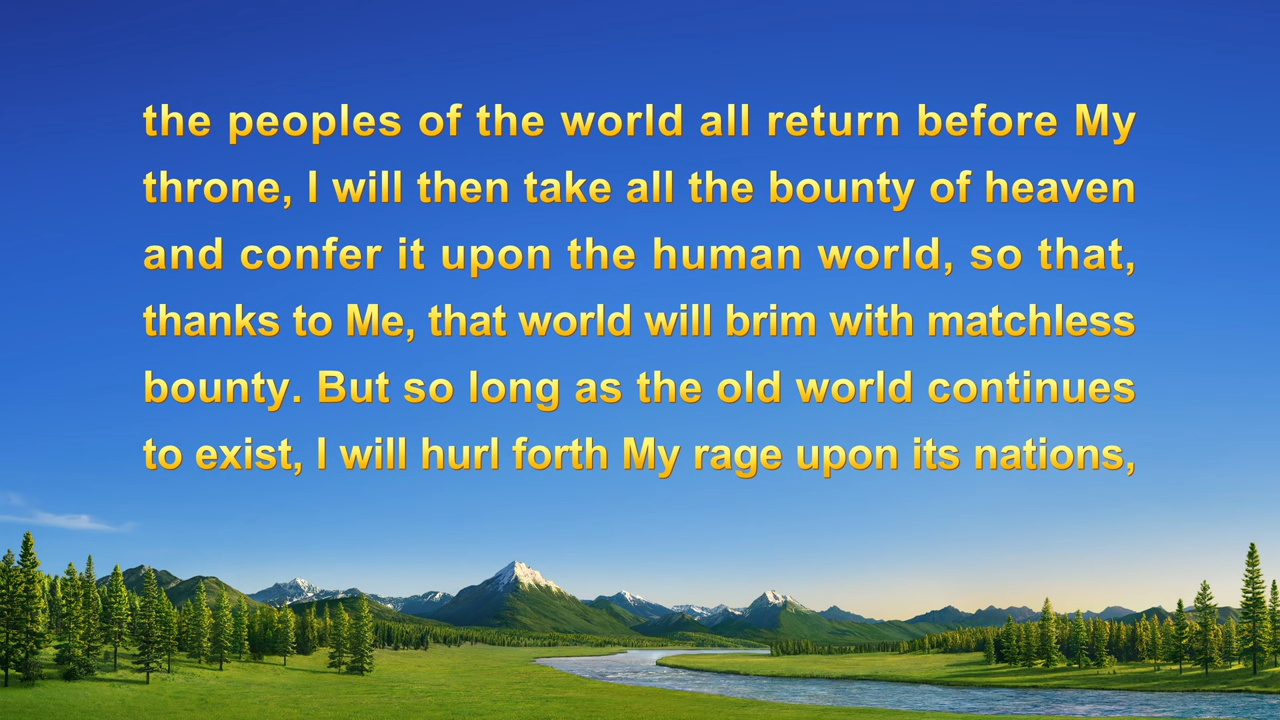 the peoples of the world all return before My
throne, I will then take all the bounty of heaven
and confer it upon the human world, so that,
thanks to Me, that world will brim with matchless
bounty. But so long as the old world continues
to exist, I will hurl forth My rage upon its nations,